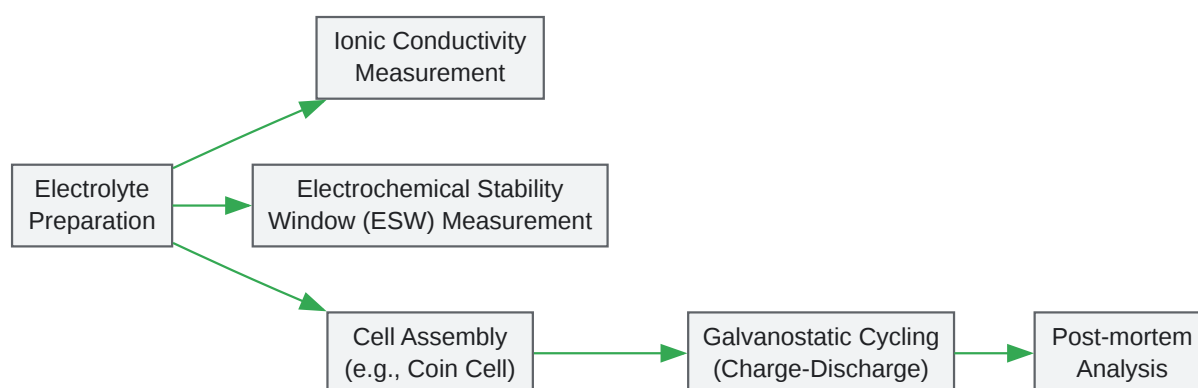 Ionic Conductivity
Measurement
Electrolyte
Preparation
Electrochemical Stability
Window (ESW) Measurement
Cell Assembly
(e.g., Coin Cell)
Galvanostatic Cycling
(Charge-Discharge)
Post-mortem
Analysis